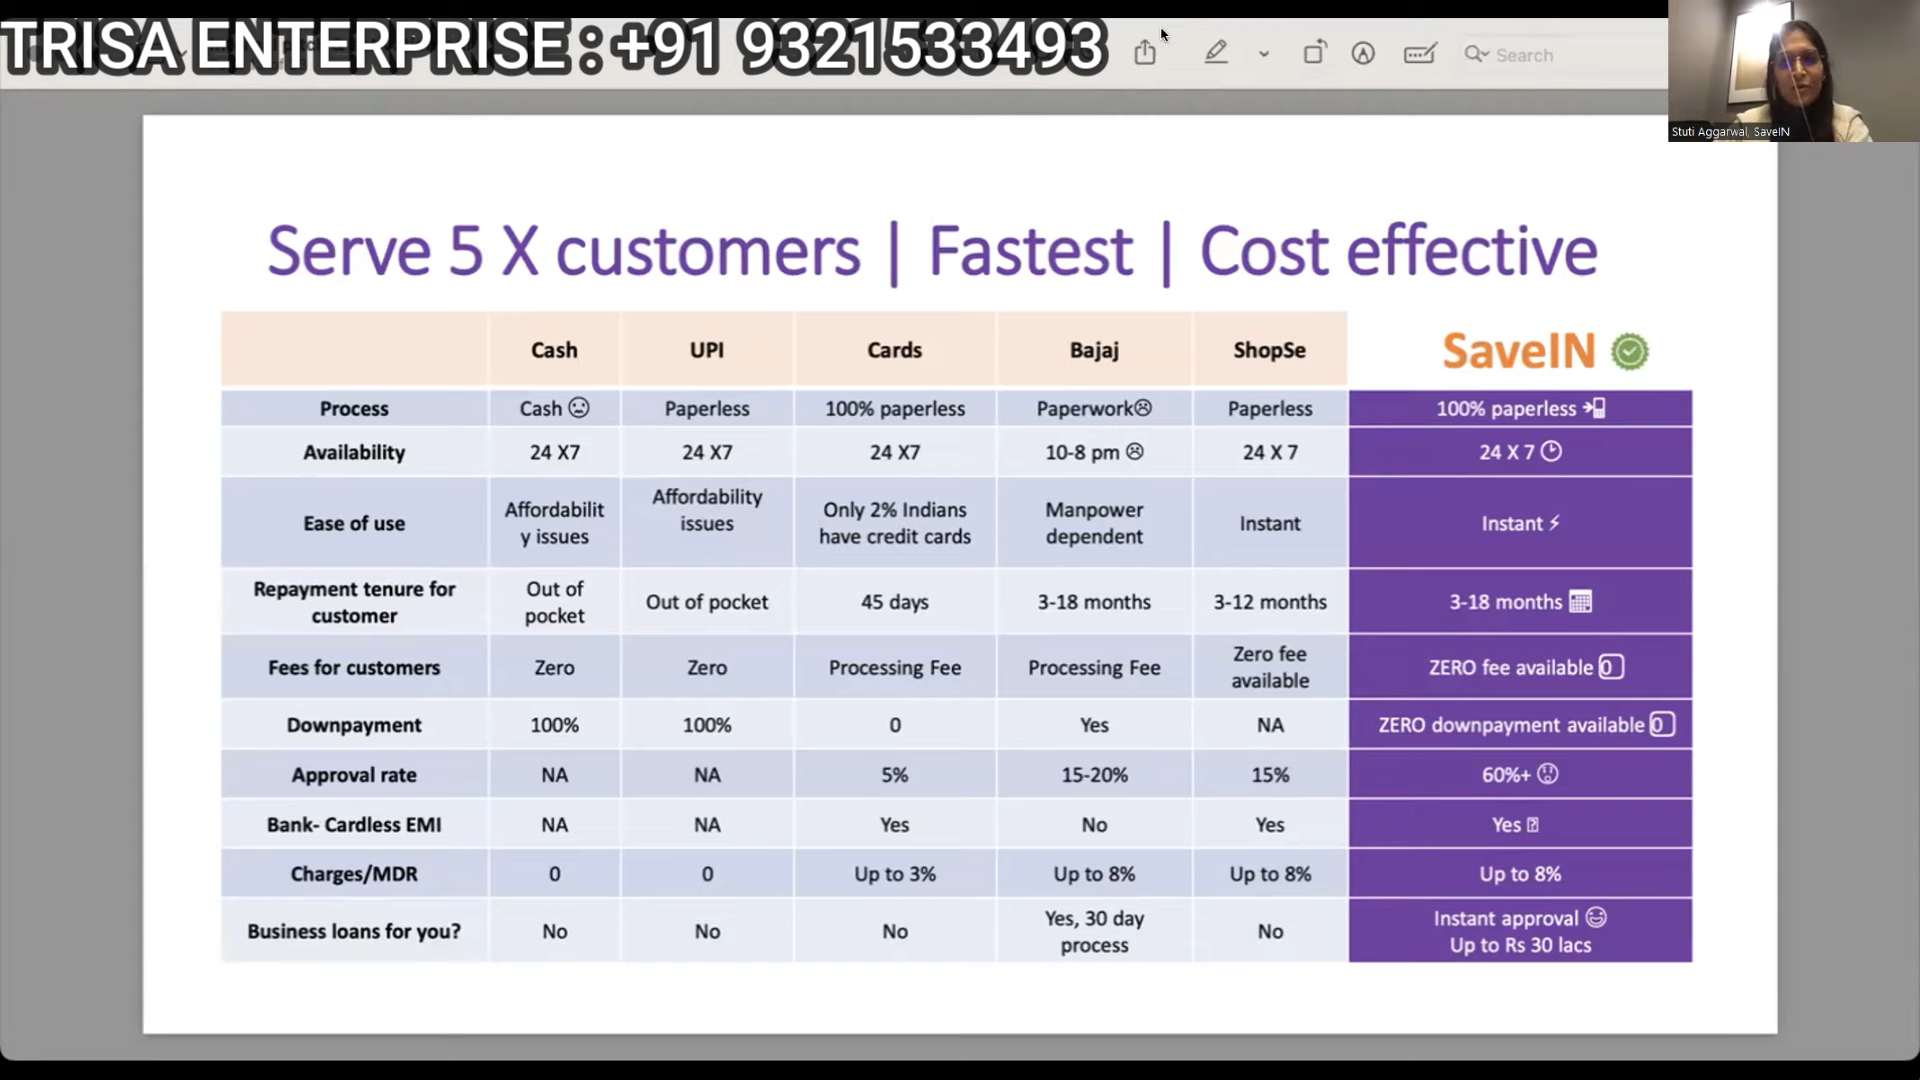 TRISA ENTERPRISE : +91 9321533493
Search
Stuti Aggarwal, SaveIN
Serve 5 X customers | Fastest | Cost effective
Cash UPI Cards Bajaj ShopSe SaveIN
Process Cash Paperless 100% paperless Paperwork Paperless 100% paperless
Availability 24 X7 24 X7 24 X7 10-8 pm 24 X 7 24 X 7
Ease of use
Affordabilit
y issues
Affordability
issues
Only 2% Indians
have credit cards
Manpower
dependent
Instant
Instant
Repayment tenure for
customer
Out of
pocket
Out of pocket
45 days
3-18 months
3-12 months
3-18 months
Fees for customers
Zero
Zero
Processing Fee
Processing Fee
Zero fee
available
ZERO fee available 0
Downpayment 100% 100% 0 Yes NA ZERO downpayment available 0
Approval rate NA NA 5% 15-20% 15% 60%+
Bank- Cardless EMI NA NA Yes No Yes Yes
Charges/MDR 0 0 Up to 3% Up to 8% Up to 8% Up to 8%
Business loans for you?
No
No
No
Yes, 30 day
process
No
Instant approval
Up to Rs 30 lacs